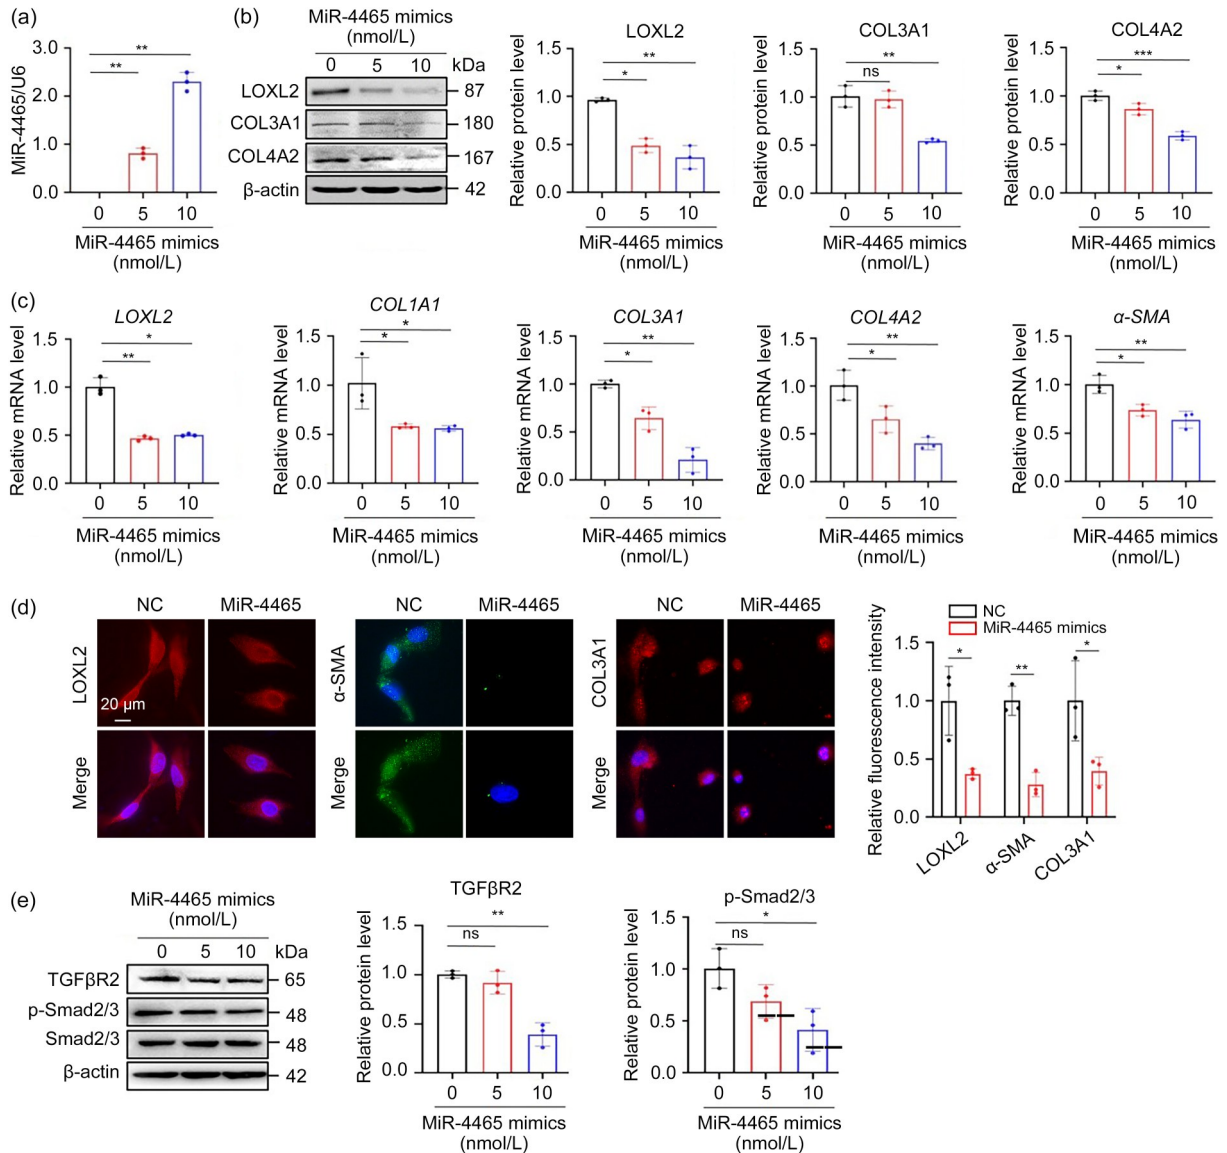 (a)
**
**
3.0
2.0
1.0
0.0
MiR-4465/U6
0 5 10
MiR-4465 mimics
(nmol/L)
(b)
MiR-4465 mimics
(nmol/L)
0 5 10 kDa
LOXL2 87
COL3A1 180
COL4A2 167
β-actin 42
LOXL2
**
*
1.5
1.0
0.5
0.0
Relative protein level
0 5 10
MiR-4465 mimics
(nmol/L)
COL3A1
**
ns
1.5
1.0
0.5
0.0
Relative protein level
0 5 10
MiR-4465 mimics
(nmol/L)
COL4A2
***
*
1.5
1.0
0.5
0.0
Relative protein level
0 5 10
MiR-4465 mimics
(nmol/L)
(c)
LOXL2
*
**
1.5
1.0
0.5
0.0
Relative mRNA level
0 5 10
MiR-4465 mimics
(nmol/L)
COL1A1
*
*
1.5
1.0
0.5
0.0
Relative mRNA level
0 5 10
MiR-4465 mimics
(nmol/L)
COL3A1
**
*
1.5
1.0
0.5
0.0
Relative mRNA level
0 5 10
MiR-4465 mimics
(nmol/L)
COL4A2
**
*
1.5
1.0
0.5
0.0
Relative mRNA level
0 5 10
MiR-4465 mimics
(nmol/L)
α-SMA
**
*
1.5
1.0
0.5
0.0
Relative mRNA level
0 5 10
MiR-4465 mimics
(nmol/L)
(d)
NC MiR-4465
LOXL2
20 μm
Merge
NC MiR-4465
α-SMA
Merge
NC MiR-4465
COL3A1
Merge
NC
MiR-4465 mimics
* ** *
1.5
1.0
0.5
0.0
Relative fluorescence intensity
LOXL2 α-SMA COL3A1
(e)
MiR-4465 mimics
(nmol/L)
0 5 10 kDa
TGFβR2 65
p-Smad2/3 48
Smad2/3 48
β-actin 42
TGFβR2
**
ns
1.5
1.0
0.5
0.0
Relative protein level
0 5 10
MiR-4465 mimics
(nmol/L)
p-Smad2/3
*
ns
1.5
1.0
0.5
0.0
Relative protein level
0 5 10
MiR-4465 mimics
(nmol/L)